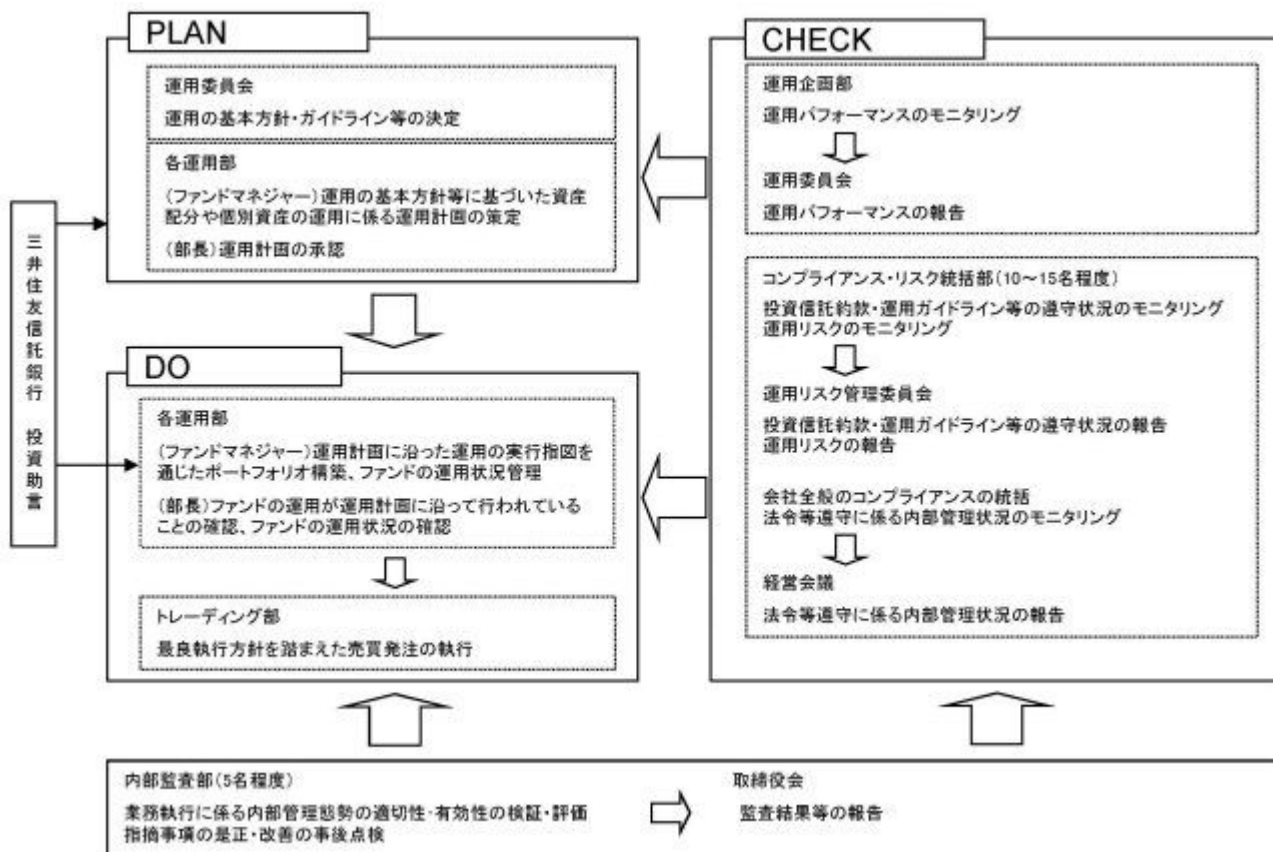 PLAN
運用委員会
運用の基本方針・ガイドライン等の決定
各運用部
(ファンドマネジャー)運用の基本方針等に基づいた資産
配分や個別資産の運用に係る運用計画の策定
(部長)運用計画の承認
三井住友信託銀行 投資助言
DO
各運用部
(ファンドマネジャー)運用計画に沿った運用の実行指図を
通じたポートフォリオ構築、ファンドの運用状況管理
(部長)ファンドの運用が運用計画に沿って行われている
ことの確認、ファンドの運用状況の確認
トレーディング部
最良執行方針を踏まえた売買発注の執行
CHECK
運用企画部
運用パフォーマンスのモニタリング
運用委員会
運用パフォーマンスの報告
コンプライアンス・リスク統括部(10〜15名程度)
投資信託約款・運用ガイドライン等の遵守状況のモニタリング
運用リスクのモニタリング
運用リスク管理委員会
投資信託約款・運用ガイドライン等の遵守状況の報告
運用リスクの報告
会社全般のコンプライアンスの統括
法令等遵守に係る内部管理状況のモニタリング
経営会議
法令等遵守に係る内部管理状況の報告
内部監査部(5名程度)
業務執行に係る内部管理態勢の適切性・有効性の検証・評価
指摘事項の是正・改善の事後点検
取締役会
監査結果等の報告